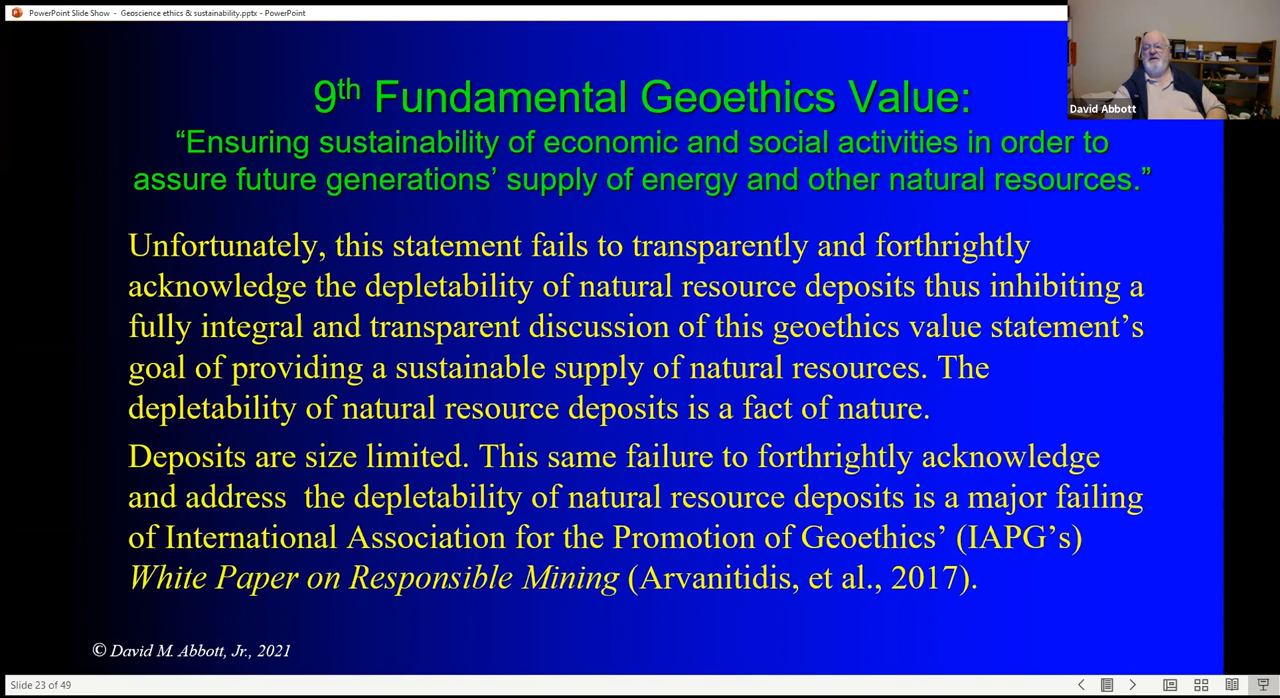 PowerPoint Slide Show - Geoscience ethics & sustainability.pptx - PowerPoint
David Abbott
9th Fundamental Geoethics Value:
“Ensuring sustainability of economic and social activities in order to
assure future generations’ supply of energy and other natural resources.”
Unfortunately, this statement fails to transparently and forthrightly
acknowledge the depletability of natural resource deposits thus inhibiting a
fully integral and transparent discussion of this geoethics value statement’s
goal of providing a sustainable supply of natural resources. The
depletability of natural resource deposits is a fact of nature.
Deposits are size limited. This same failure to forthrightly acknowledge
and address the depletability of natural resource deposits is a major failing
of International Association for the Promotion of Geoethics’ (IAPG’s)
White Paper on Responsible Mining (Arvanitidis, et al., 2017).
© David M. Abbott, Jr., 2021
Slide 23 of 49